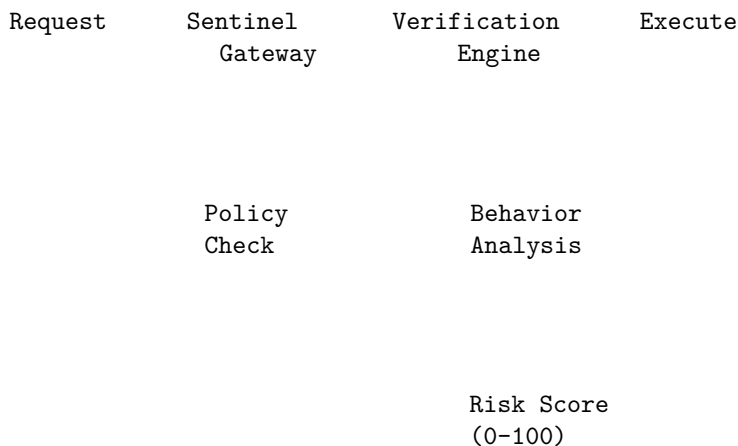 Request Sentinel Verification Execute
Gateway Engine
Policy Behavior
Check Analysis
Risk Score
(0-100)